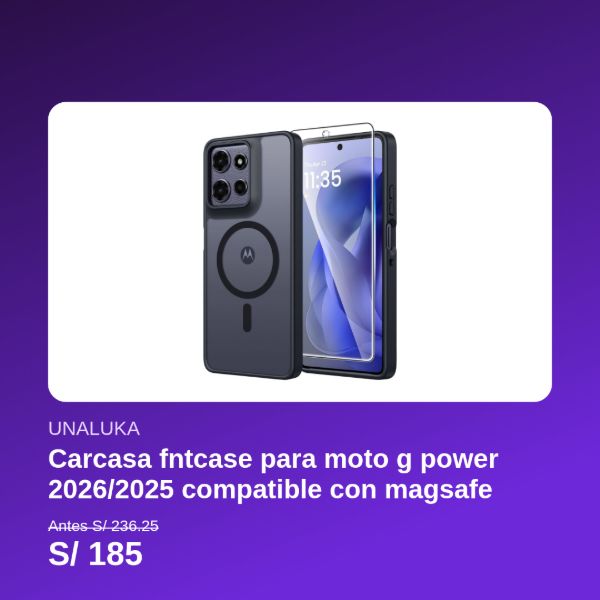 11:35
UNALUKA
Carcasa fntcase para moto g power
2026/2025 compatible con magsafe
Antes S/ 236.25
S/ 185